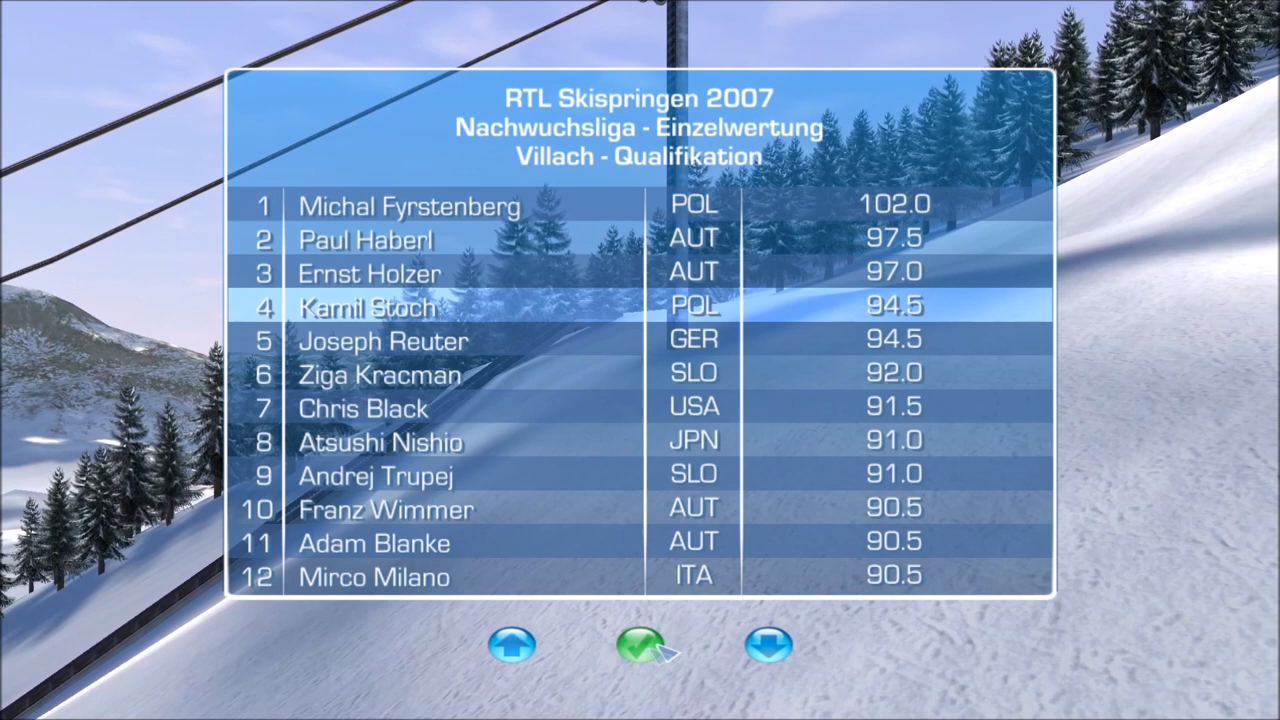 RTL Skispringen 2007
Nachwuchsliga - Einzelwertung
Villach - Qualifikation
1 Michal Fyrstenberg POL 102.0
2 Paul Haberl AUT 97.5
3 Ernst Holzer AUT 97.0
4 Kamil Stoch POL 94.5
5 Joseph Reuter GER 94.5
6 Ziga Kracman SLO 92.0
7 Chris Black USA 91.5
8 Atsushi Nishio JPN 91.0
9 Andrej Trupej SLO 91.0
10 Franz Wimmer AUT 90.5
11 Adam Blanke AUT 90.5
12 Mirco Milano ITA 90.5